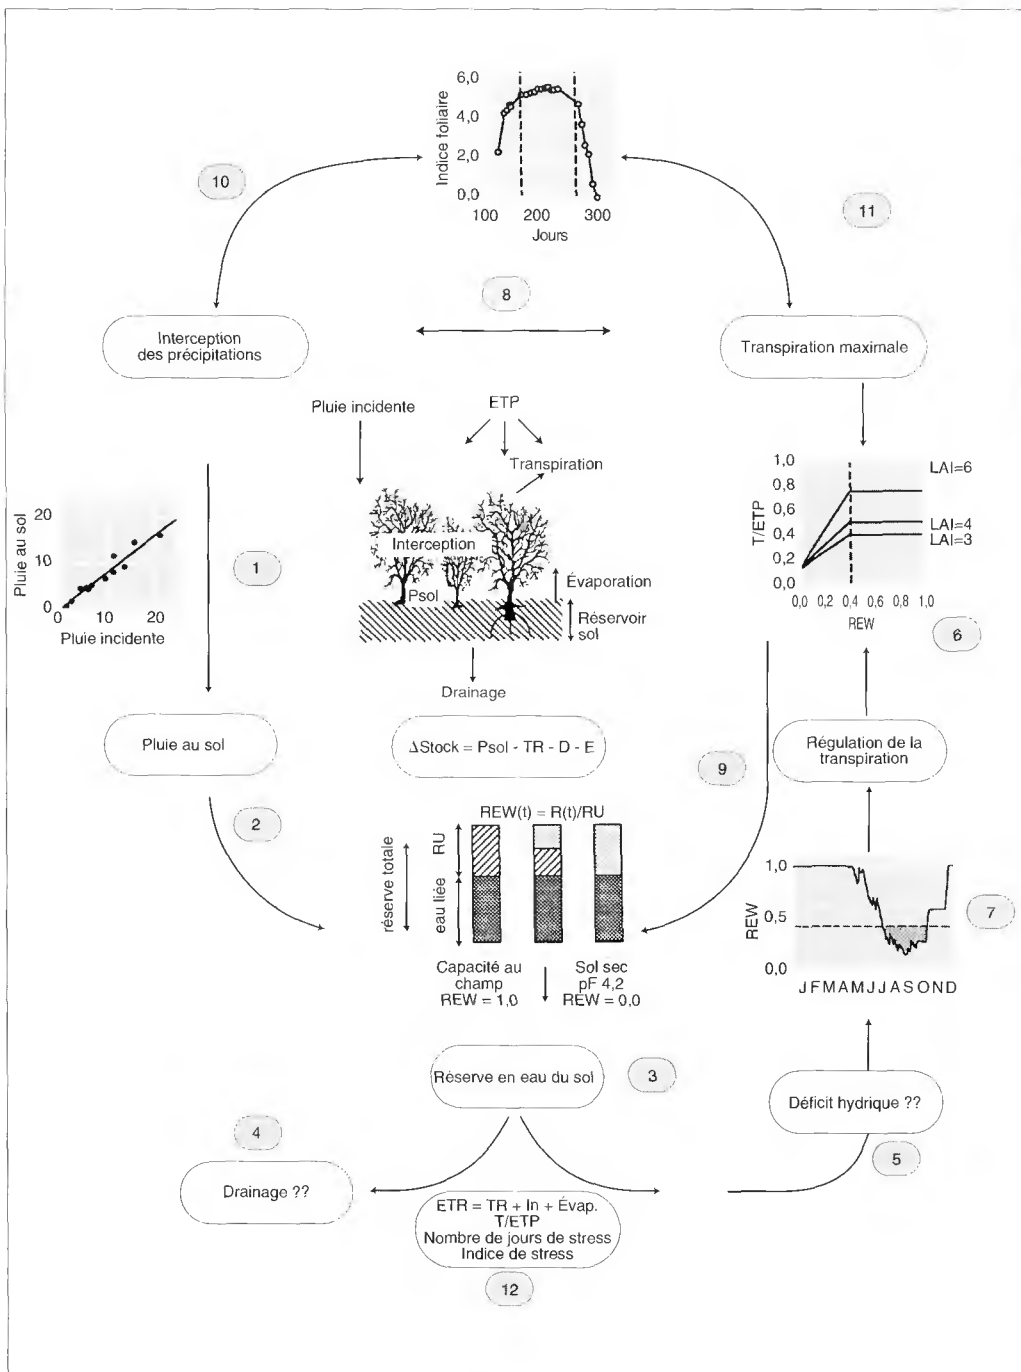 6,0
4,0
2,0
0,0
Indice foliaire
100 200 300
Jours
10
11
8
Interception
des précipitations
Transpiration maximale
Pluie incidente
ETP
Transpiration
Interception
Psol
Évaporation
Réservoir
sol
Drainage
20
10
0
Pluie au sol
0 10 20
Pluie incidente
1
1,0
0,8
0,6
0,4
0,2
0,0
T/ETP
LAI=6
LAI=4
LAI=3
0,0 0,2 0,4 0,6 0,8 1,0
REW
6
Pluie au sol
ΔStock = Psol - TR - D - E
Régulation de la
transpiration
9
2
REW(t) = R(t)/RU
réserve totale
eau liée
RU
Capacité au
champ
REW = 1,0
Sol sec
pF 4,2
REW = 0,0
1,0
0,5
0,0
REW
J F M A M J J A S O N D
7
Réserve en eau du sol
3
Déficit hydrique ??
5
4
Drainage ??
ETR = TR + In + Évap.
T/ETP
Nombre de jours de stress
Indice de stress
12